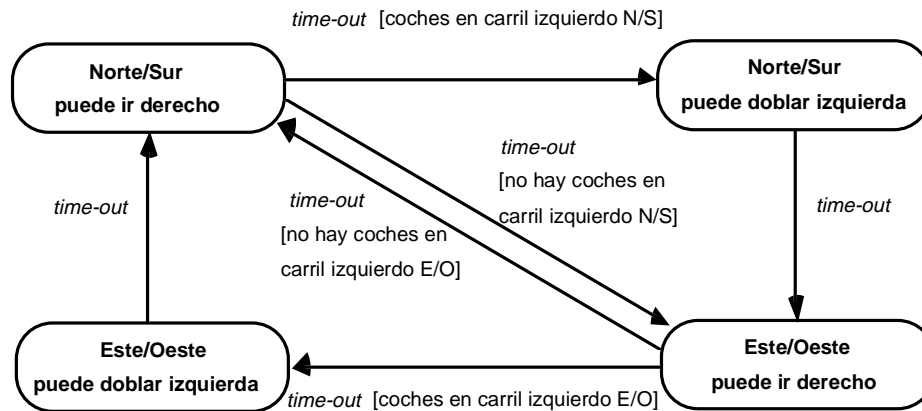 time-out [coches en carril izquierdo N/S]
Norte/Sur
puede ir derecho
Norte/Sur
puede doblar izquierda
time-out
[no hay coches en
carril izquierdo N/S]
time-out
[no hay coches en
carril izquierdo E/O]
time-out
time-out
Este/Oeste
puede doblar izquierda
Este/Oeste
puede ir derecho
time-out [coches en carril izquierdo E/O]